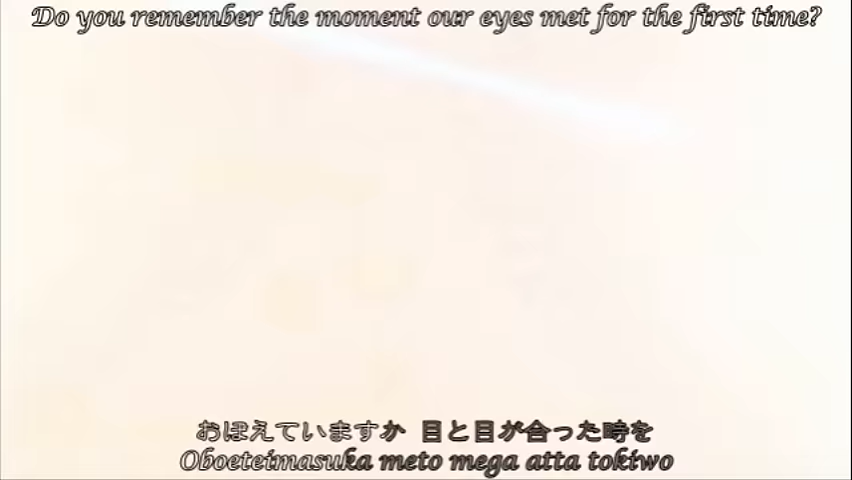 Do you remember the moment our eyes met for the first time?
おぼえていますか 目と目が合った時を
Oboeteimasuka meto mega atta tokiwo